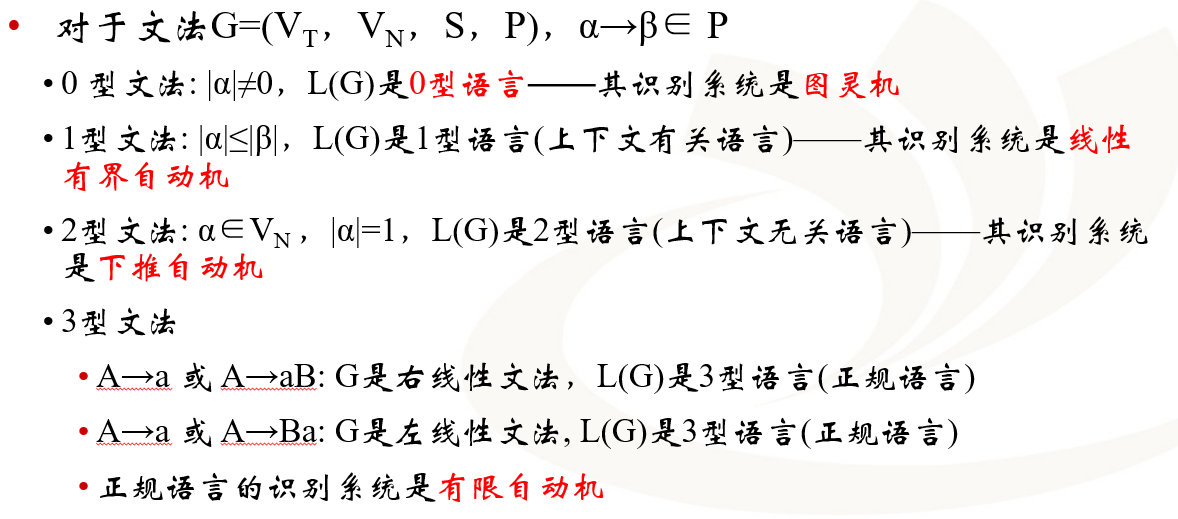 • 对于文法G=(VT，VN，S，P)，α→β∈ P
• 0 型文法: |α|≠0，L(G)是0型语言——其识别系统是图灵机
• 1型文法: |α|≤|β|，L(G)是1型语言(上下文有关语言)——其识别系统是线性
有界自动机
• 2型文法: α∈VN，|α|=1，L(G)是2型语言(上下文无关语言)——其识别系统
是下推自动机
• 3型文法
• A→a 或 A→aB: G是右线性文法，L(G)是3型语言(正规语言)
• A→a 或 A→Ba: G是左线性文法, L(G)是3型语言(正规语言)
• 正规语言的识别系统是有限自动机